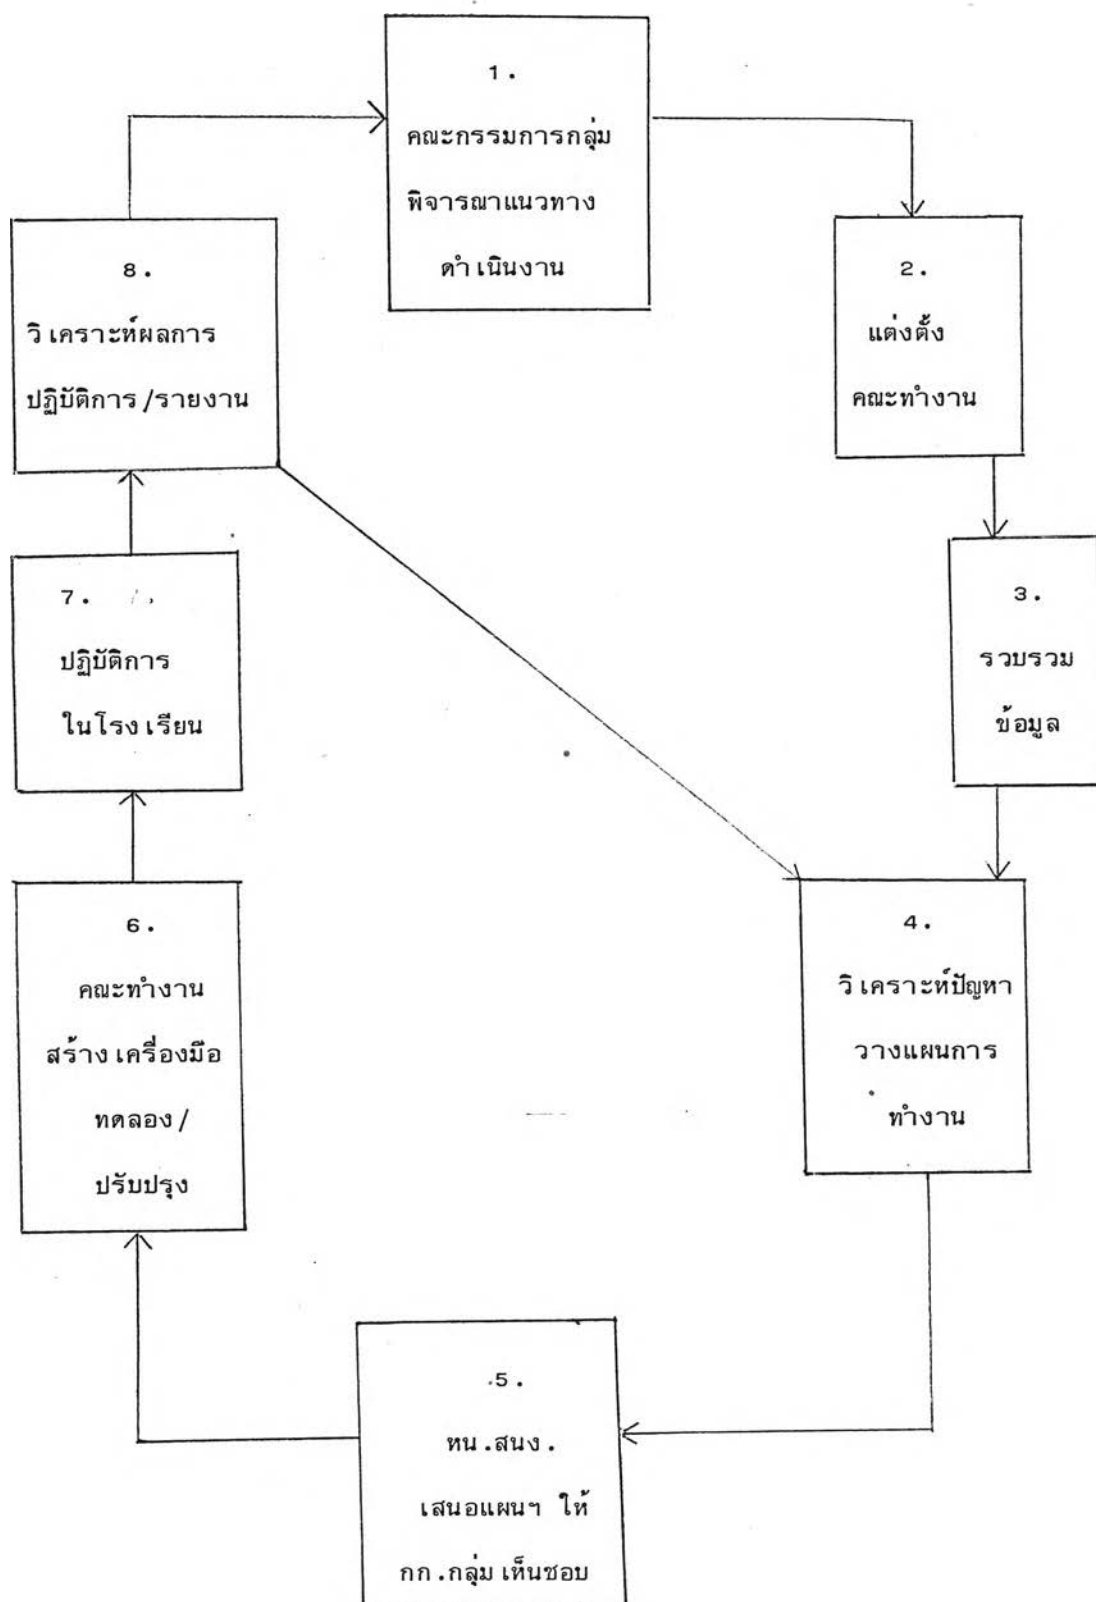 1.
คณะกรรมการกลุ่ม
พิจารณาแนวทาง
ดำเนินงาน
2.
แต่งตั้ง
คณะทำงาน
3.
รวบรวม
ข้อมูล
4.
วิเคราะห์ปัญหา
วางแผนการ
ทำงาน
5.
หน.สนง.
เสนอแผนฯ ให้
กก.กลุ่มเห็นชอบ
6.
คณะทำงาน
สร้างเครื่องมือ
ทดลอง/
ปรับปรุง
7.
ปฏิบัติการ
ในโรงเรียน
8.
วิเคราะห์ผลการ
ปฏิบัติการ/รายงาน